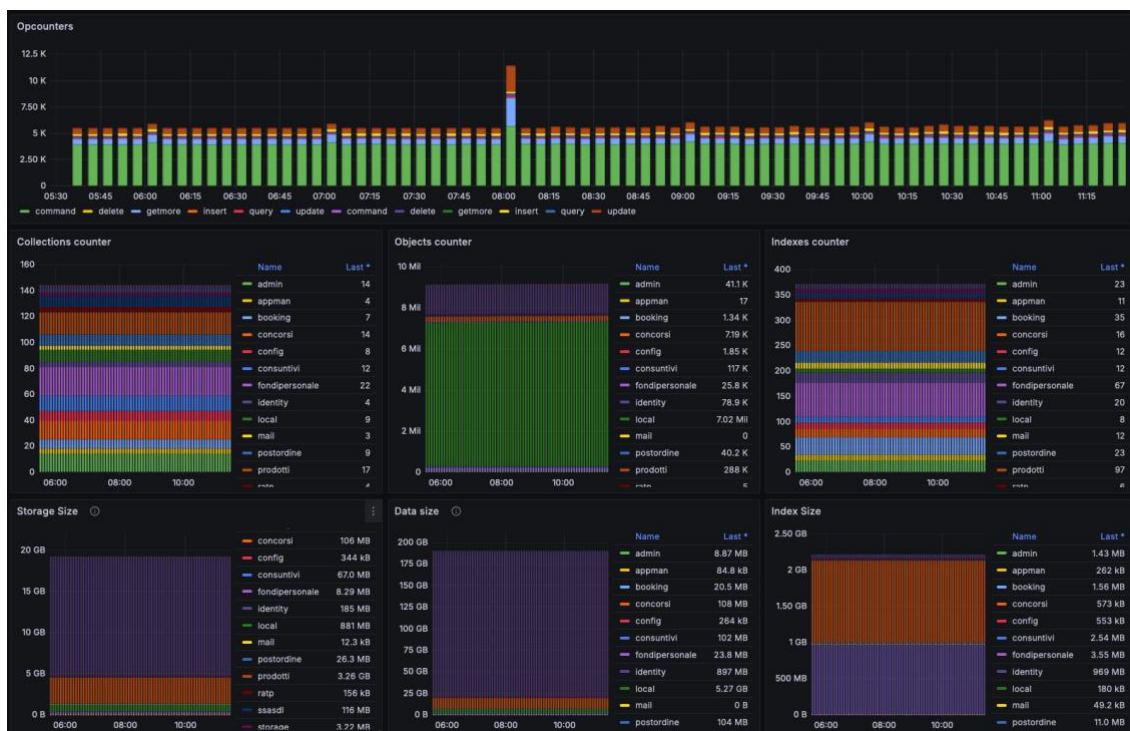 Opcounters
12.5 K
10 K
7.50 K
5 K
2.50 K
0
05:30 05:45 06:00 06:15 06:30 06:45 07:00 07:15 07:30 07:45 08:00 08:15 08:30 08:45 09:00 09:15 09:30 09:45 10:00 10:15 10:30 10:45 11:00 11:15
command delete getmore insert query update command delete getmore insert query update
Collections counter
160
140
120
100
80
60
40
20
0
06:00 08:00 10:00
Name Last *
admin 14
appman 4
booking 7
concorsi 14
config 8
consuntivi 12
fondipersonale 22
identity 4
local 9
mail 3
postordine 9
prodotti 17
ratp 4
Objects counter
10 Mil
8 Mil
6 Mil
4 Mil
2 Mil
0
06:00 08:00 10:00
Name Last *
admin 41.1 K
appman 17
booking 1.34 K
concorsi 7.19 K
config 1.85 K
consuntivi 117 K
fondipersonale 25.8 K
identity 78.9 K
local 7.02 Mil
mail 0
postordine 40.2 K
prodotti 288 K
ratp 5
Indexes counter
400
350
300
250
200
150
100
50
0
06:00 08:00 10:00
Name Last *
admin 23
appman 11
booking 35
concorsi 16
config 12
consuntivi 12
fondipersonale 67
identity 20
local 8
mail 12
postordine 23
prodotti 97
ratp 6
Storage Size
20 GB
15 GB
10 GB
5 GB
0 B
06:00 08:00 10:00
concorsi 106 MB
config 344 kB
consuntivi 67.0 MB
fondipersonale 8.29 MB
identity 185 MB
local 881 MB
mail 12.3 kB
postordine 26.3 MB
prodotti 3.26 GB
ratp 156 kB
ssasdi 116 MB
storage 3.22 MB
Data size
200 GB
175 GB
150 GB
125 GB
100 GB
75 GB
50 GB
25 GB
0 B
06:00 08:00 10:00
Name Last *
admin 8.87 MB
appman 84.8 kB
booking 20.5 MB
concorsi 108 MB
config 264 kB
consuntivi 102 MB
fondipersonale 23.8 MB
identity 897 MB
local 5.27 GB
mail 0 B
postordine 104 MB
Index Size
2.50 GB
2 GB
1.50 GB
1 GB
500 MB
0 B
06:00 08:00 10:00
Name Last *
admin 1.43 MB
appman 262 kB
booking 1.56 MB
concorsi 573 kB
config 553 kB
consuntivi 2.54 MB
fondipersonale 3.55 MB
identity 969 MB
local 180 kB
mail 49.2 kB
postordine 11.0 MB